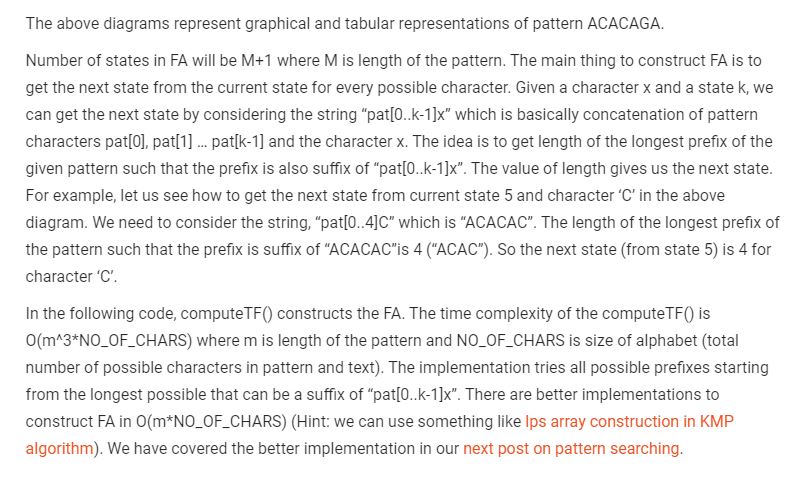 The above diagrams represent graphical and tabular representations of pattern ACACAGA.
Number of states in FA will be M+1 where M is length of the pattern. The main thing to construct FA is to
get the next state from the current state for every possible character. Given a character x and a state k, we
can get the next state by considering the string “pat[0..k-1]x” which is basically concatenation of pattern
characters pat[0], pat[1] … pat[k-1] and the character x. The idea is to get length of the longest prefix of the
given pattern such that the prefix is also suffix of “pat[0..k-1]x”. The value of length gives us the next state.
For example, let us see how to get the next state from current state 5 and character ‘C’ in the above
diagram. We need to consider the string, “pat[0..4]C” which is “ACACAC”. The length of the longest prefix of
the pattern such that the prefix is suffix of “ACACAC”is 4 (“ACAC”). So the next state (from state 5) is 4 for
character ‘C’.
In the following code, computeTF() constructs the FA. The time complexity of the computeTF() is
O(m^3*NO_OF_CHARS) where m is length of the pattern and NO_OF_CHARS is size of alphabet (total
number of possible characters in pattern and text). The implementation tries all possible prefixes starting
from the longest possible that can be a suffix of “pat[0..k-1]x”. There are better implementations to
construct FA in O(m*NO_OF_CHARS) (Hint: we can use something like lps array construction in KMP
algorithm). We have covered the better implementation in our next post on pattern searching.